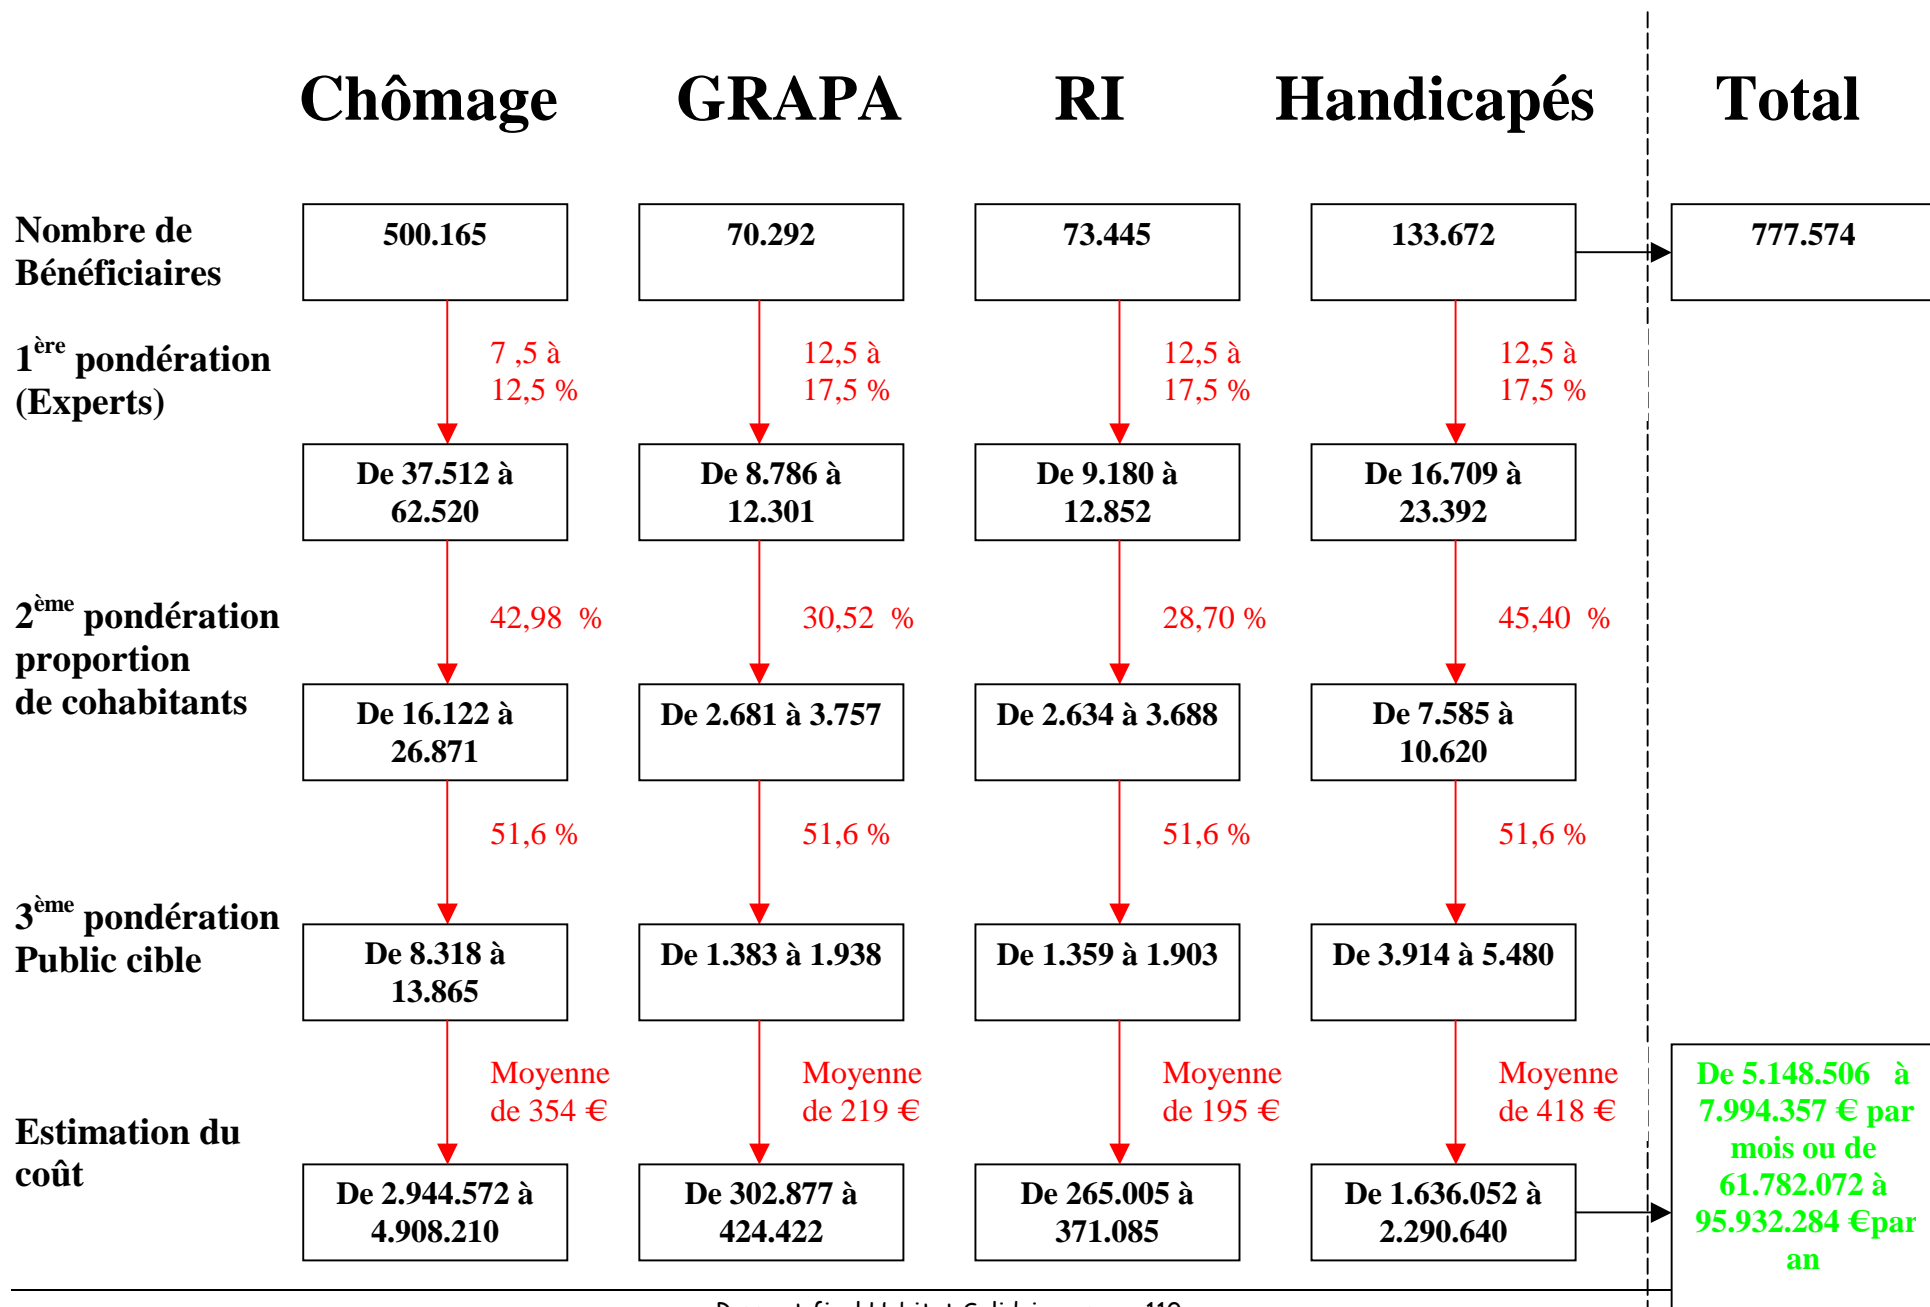 Chômage GRAPA RI Handicapés Total
Nombre de
Bénéficiaires
500.165
70.292
73.445
133.672
777.574
1ère pondération
(Experts)
7 ,5 à
12,5 %
12,5 à
17,5 %
12,5 à
17,5 %
12,5 à
17,5 %
De 37.512 à
62.520
De 8.786 à
12.301
De 9.180 à
12.852
De 16.709 à
23.392
2ème pondération
proportion
de cohabitants
42,98 %
30,52 %
28,70 %
45,40 %
De 16.122 à
26.871
De 2.681 à 3.757
De 2.634 à 3.688
De 7.585 à
10.620
51,6 %
51,6 %
51,6 %
51,6 %
3ème pondération
Public cible
De 8.318 à
13.865
De 1.383 à 1.938
De 1.359 à 1.903
De 3.914 à 5.480
Moyenne
de 354 €
Moyenne
de 219 €
Moyenne
de 195 €
Moyenne
de 418 €
Estimation du
coût
De 2.944.572 à
4.908.210
De 302.877 à
424.422
De 265.005 à
371.085
De 1.636.052 à
2.290.640
De 5.148.506 à
7.994.357 € par
mois ou de
61.782.072 à
95.932.284 €par
an